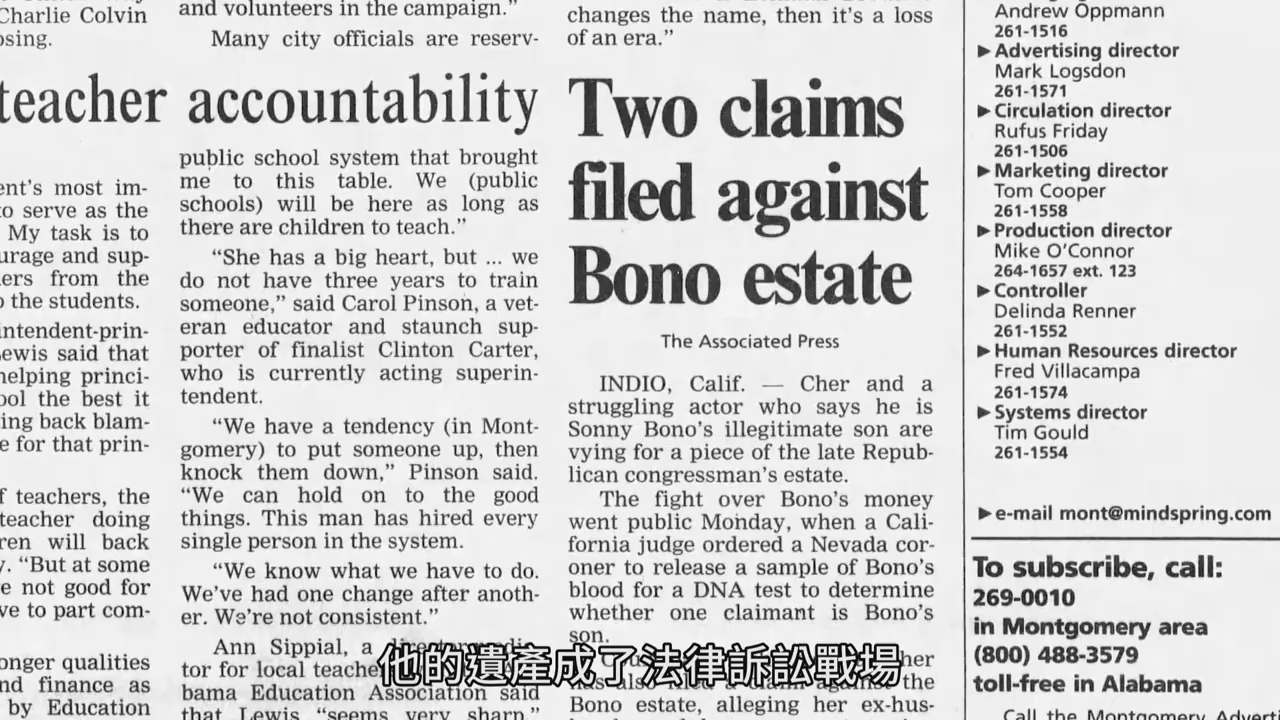 Charlie Colvin
osing.
and volunteers in the campaign."
Many city officials are reserv-
changes the name, then it's a loss
of an era."
teacher accountability
ent's most im-
to serve as the
My task is to
urage and sup-
ers from the
o the students.
intendent-prin-
ewis said that
helping princi-
ool the best it
ing back blam-
e for that prin-
f teachers, the
teacher doing
ren will back
y. "But at some
e not good for
ve to part com-
onger qualities
nd finance as
by Education
public school system that brought
me to this table. We (public
schools) will be here as long as
there are children to teach."
"She has a big heart, but ... we
do not have three years to train
someone," said Carol Pinson, a vet-
eran educator and staunch sup-
porter of finalist Clinton Carter,
who is currently acting superin-
tendent.
"We have a tendency (in Mont-
gomery) to put someone up, then
knock them down," Pinson said.
"We can hold on to the good
things. This man has hired every
single person in the system.
"We know what we have to do.
We've had one change after anoth-
er. We're not consistent."
Ann Sippial, a
tor for local teache
bama Education Association said
that Lewis "seems very sharp."
Two claims
filed against
Bono estate
The Associated Press
INDIO, Calif. — Cher and a
struggling actor who says he is
Sonny Bono's illegitimate son are
vying for a piece of the late Repub-
lican congressman's estate.
The fight over Bono's money
went public Monday, when a Cali-
fornia judge ordered a Nevada cor-
oner to release a sample of Bono's
blood for a DNA test to determine
whether one claimant is Bono's
son.
her
has also filed a claim against the
Bono estate, alleging her ex-hus-
Andrew Oppmann
261-1516
▶Advertising director
Mark Logsdon
261-1571
▶Circulation director
Rufus Friday
261-1506
▶Marketing director
Tom Cooper
261-1558
▶Production director
Mike O'Connor
264-1657 ext. 123
▶Controller
Delinda Renner
261-1552
▶Human Resources director
Fred Villacampa
261-1574
▶Systems director
Tim Gould
261-1554
▶e-mail mont@mindspring.com
To subscribe, call:
269-0010
in Montgomery area
(800) 488-3579
toll-free in Alabama
Call the Montgomery Adverti
他的遺產成了法律訴訟戰場